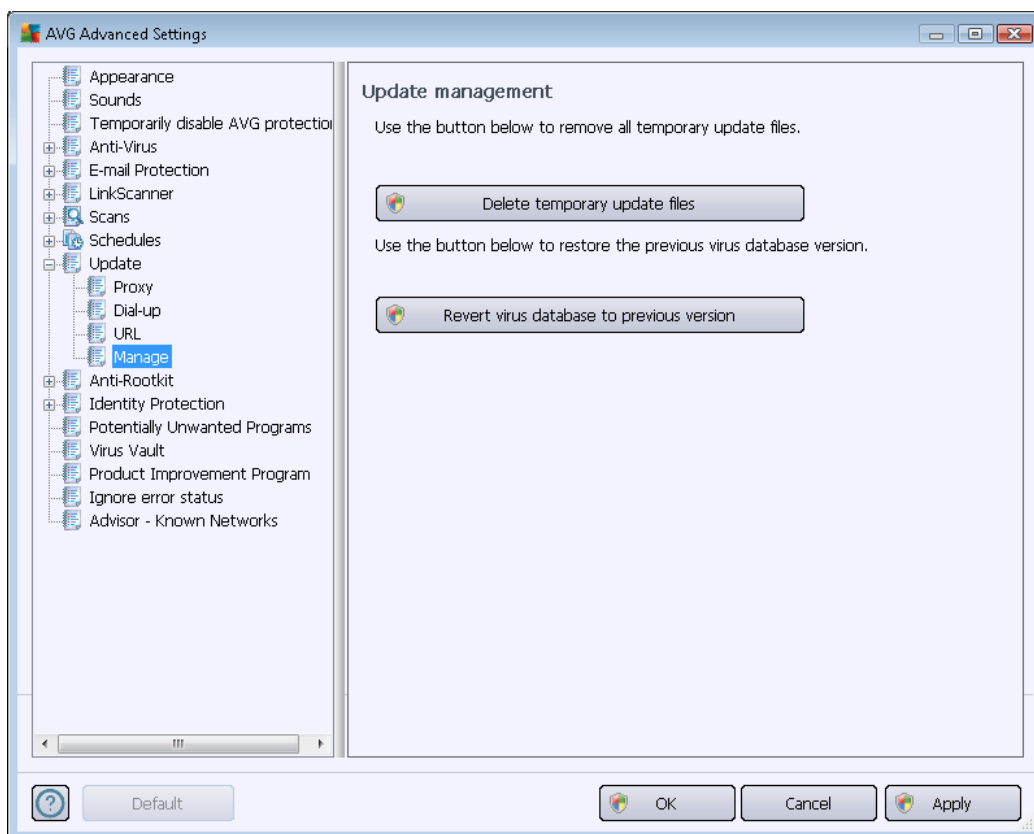 AVG Advanced Settings
Appearance
Sounds
Temporarily disable AVG protection
Anti-Virus
E-mail Protection
LinkScanner
Scans
Schedules
Update
Proxy
Dial-up
URL
Manage
Anti-Rootkit
Identity Protection
Potentially Unwanted Programs
Virus Vault
Product Improvement Program
Ignore error status
Advisor - Known Networks
Update management
Use the button below to remove all temporary update files.
Delete temporary update files
Use the button below to restore the previous virus database version.
Revert virus database to previous version
Default
OK
Cancel
Apply